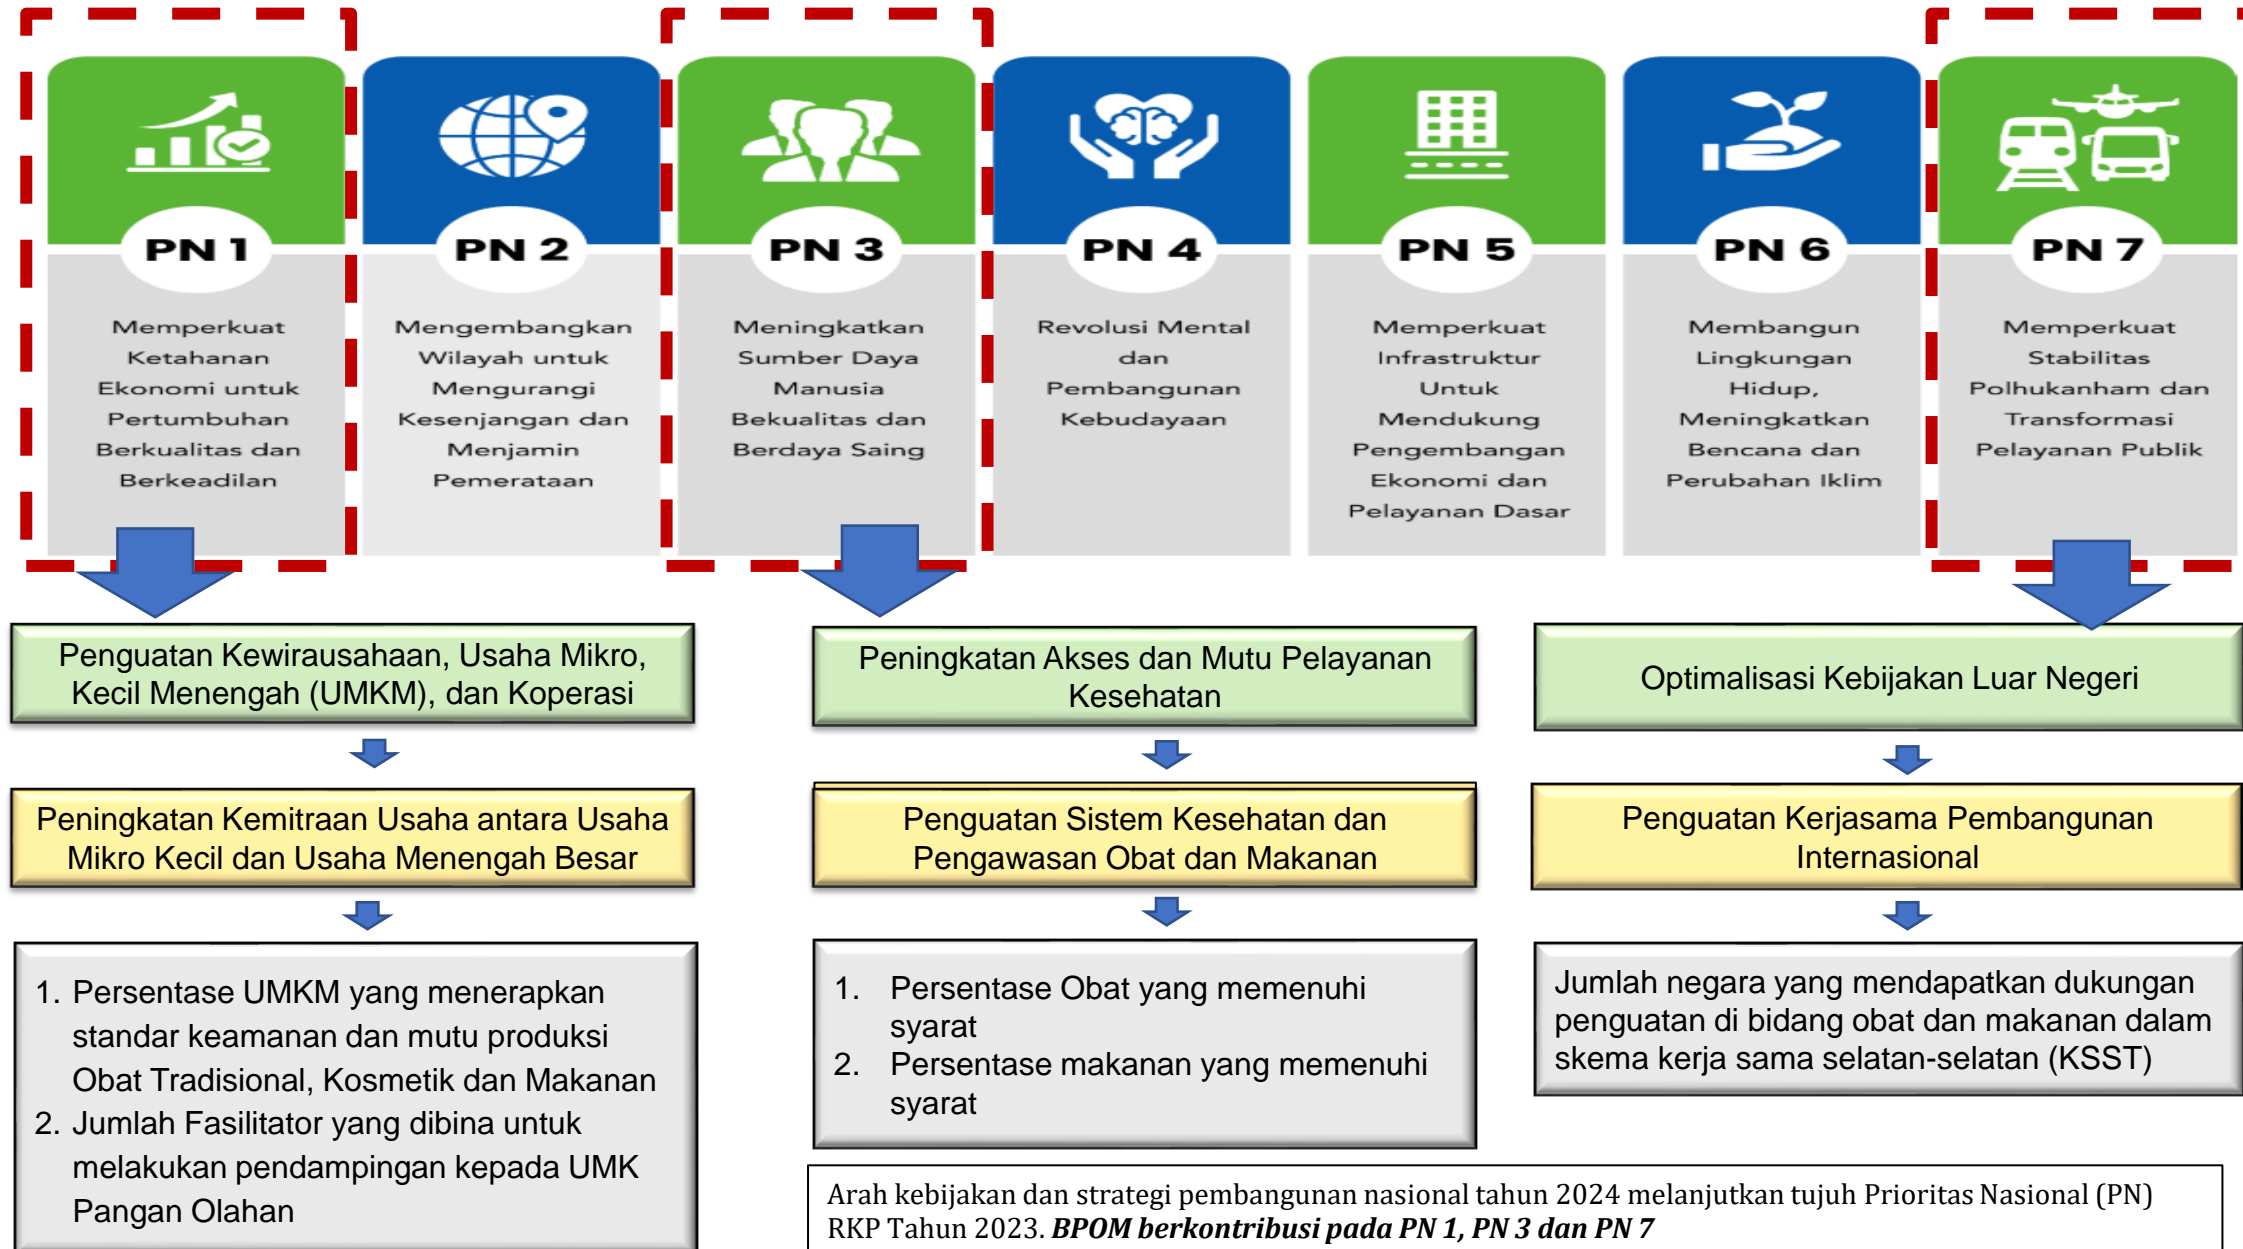 PN 1
Memperkuat
Ketahanan
Ekonomi untuk
Pertumbuhan
Berkualitas dan
Berkeadilan
PN 2
Mengembangkan
Wilayah untuk
Mengurangi
Kesenjangan dan
Menjamin
Pemerataan
PN 3
Meningkatkan
Sumber Daya
Manusia
Bekualitas dan
Berdaya Saing
PN 4
Revolusi Mental
dan
Pembangunan
Kebudayaan
PN 5
Memperkuat
Infrastruktur
Untuk
Mendukung
Pengembangan
Ekonomi dan
Pelayanan Dasar
PN 6
Membangun
Lingkungan
Hidup,
Meningkatkan
Bencana dan
Perubahan Iklim
PN 7
Memperkuat
Stabilitas
Polhukanham dan
Transformasi
Pelayanan Publik
Penguatan Kewirausahaan, Usaha Mikro,
Kecil Menengah (UMKM), dan Koperasi
Peningkatan Kemitraan Usaha antara Usaha
Mikro Kecil dan Usaha Menengah Besar
1. Persentase UMKM yang menerapkan
standar keamanan dan mutu produksi
Obat Tradisional, Kosmetik dan Makanan
2. Jumlah Fasilitator yang dibina untuk
melakukan pendampingan kepada UMK
Pangan Olahan
Peningkatan Akses dan Mutu Pelayanan
Kesehatan
Penguatan Sistem Kesehatan dan
Pengawasan Obat dan Makanan
1. Persentase Obat yang memenuhi
syarat
2. Persentase makanan yang memenuhi
syarat
Optimalisasi Kebijakan Luar Negeri
Penguatan Kerjasama Pembangunan
Internasional
Jumlah negara yang mendapatkan dukungan
penguatan di bidang obat dan makanan dalam
skema kerja sama selatan-selatan (KSST)
Arah kebijakan dan strategi pembangunan nasional tahun 2024 melanjutkan tujuh Prioritas Nasional (PN)
RKP Tahun 2023. BPOM berkontribusi pada PN 1, PN 3 dan PN 7